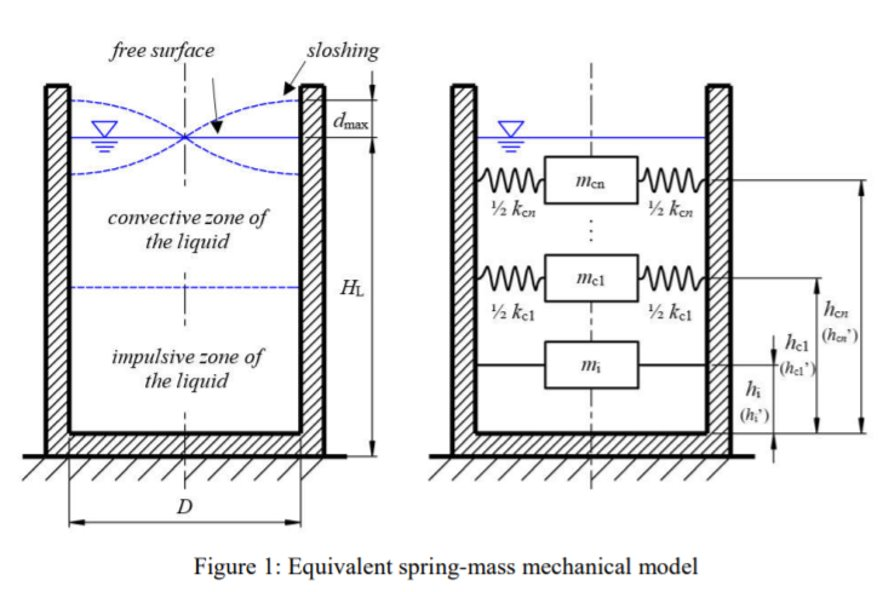 free surface
sloshing
dmax
convective zone of
the liquid
HL
impulsive zone of
the liquid
D
mcn
½ kcn
½ kcn
⋮
mc1
½ kc1
½ kc1
mi
hcn
(hcn’)
hc1
(hc1’)
hi
(hi’)
Figure 1: Equivalent spring-mass mechanical model